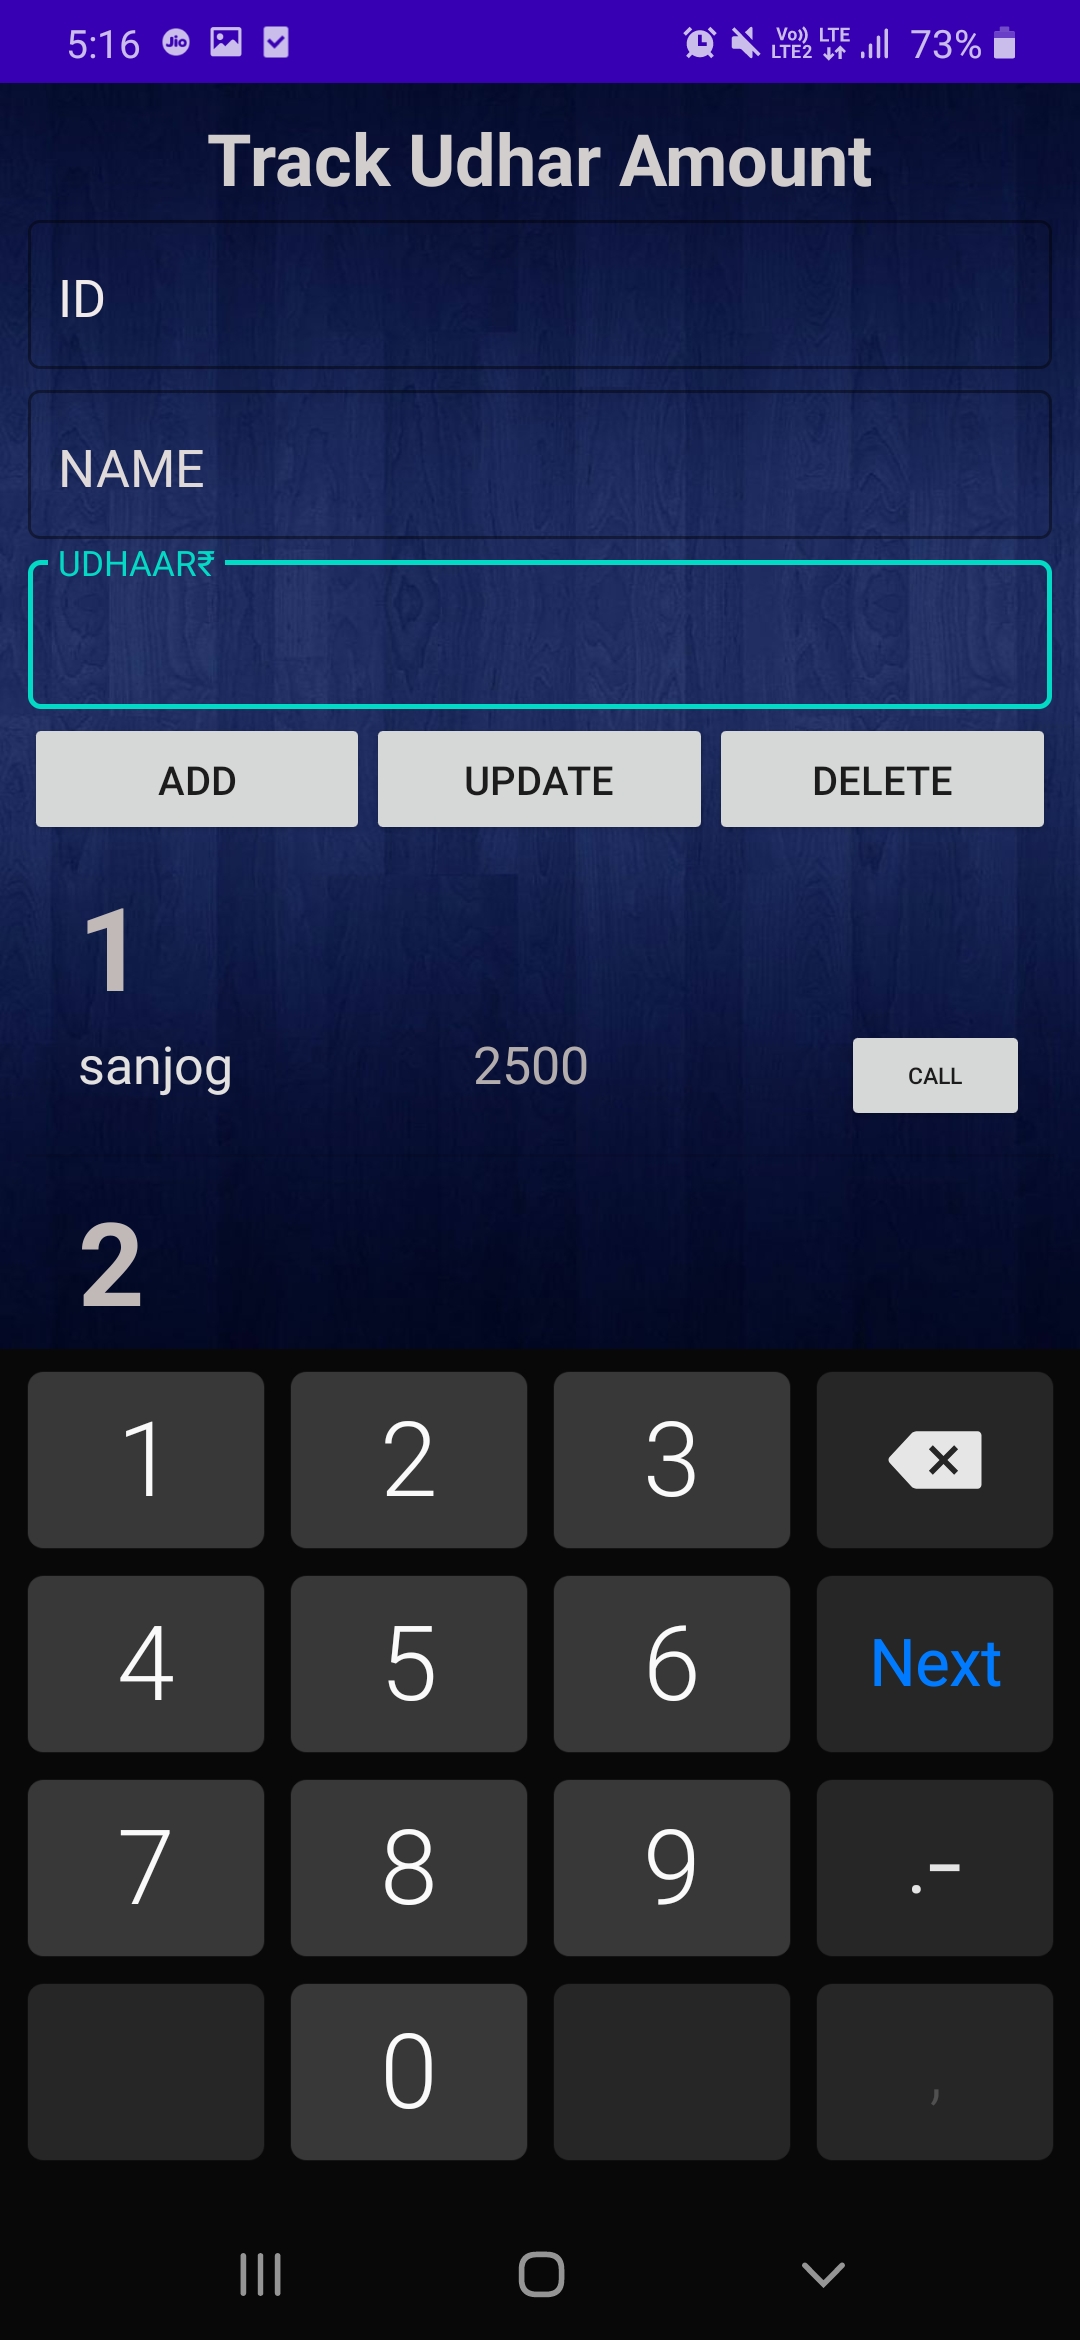 5:16 Jio Vo)) LTE2 LTE 73%
Track Udhar Amount
ID
NAME
UDHAAR₹
ADD UPDATE DELETE
1
sanjog 2500 CALL
2
1 2 3
4 5 6 Next
7 8 9 .-
0 ,